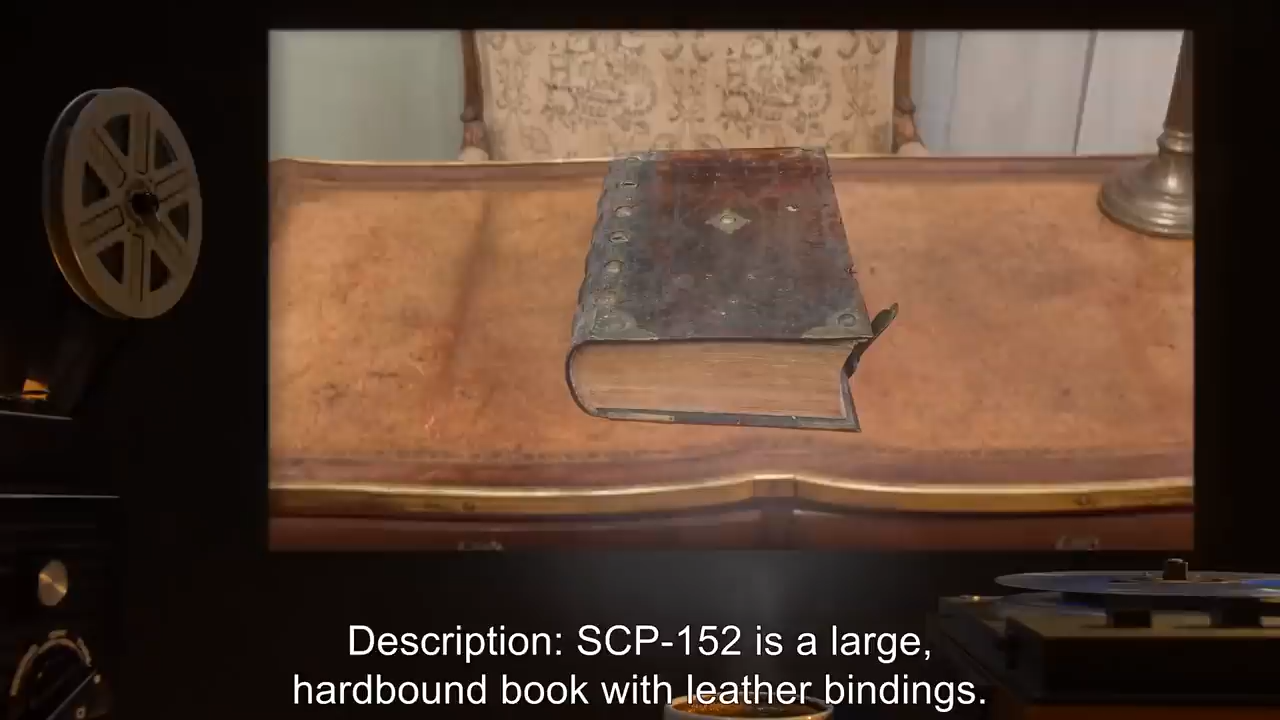 Description: SCP-152 is a large,
hardbound book with leather bindings.